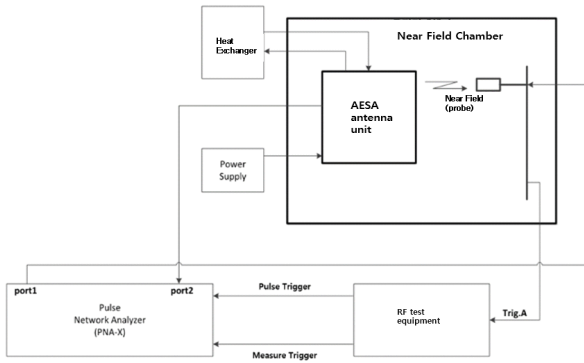 Near Field Chamber
Heat
Exchanger
AESA
antenna
unit
Near Field
(probe)
Power
Supply
port1
port2
Pulse
Network Analyzer
(PNA-X)
Pulse Trigger
Measure Trigger
RF test
equipment
Trig.A